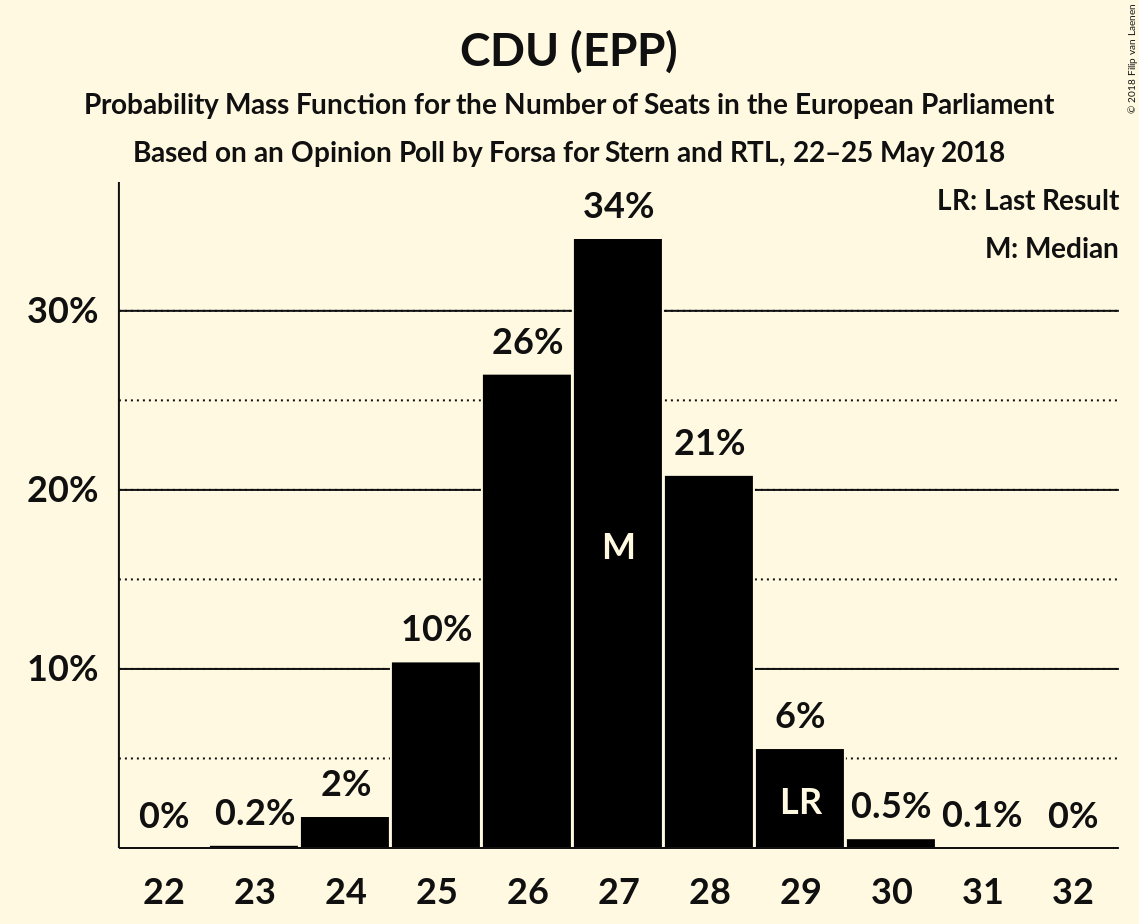 CDU (EPP)
Probability Mass Function for the Number of Seats in the European Parliament
Based on an Opinion Poll by Forsa for Stern and RTL, 22–25 May 2018
© 2018 Filip van Laenen
LR: Last Result
M: Median
34%
30%
26%
21%
20%
M
10%
10%
6%
2%
LR
0%
0.2%
0.5%
0.1%
0%
22 23 24 25 26 27 28 29 30 31 32